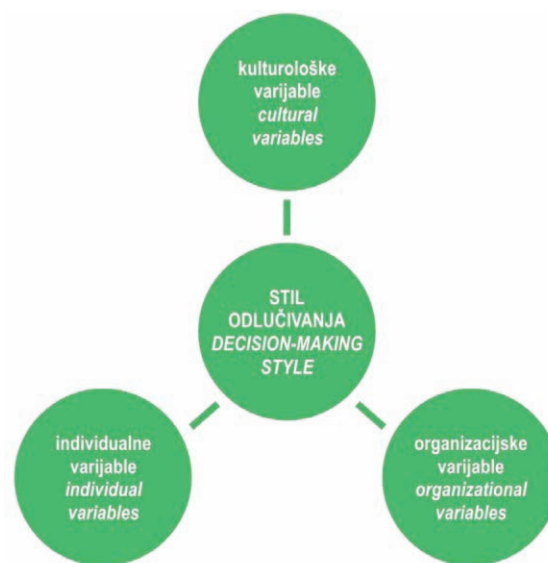 kulturološke
varijable
cultural
variables
STIL
ODLUČIVANJA
DECISION-MAKING
STYLE
individualne
varijable
individual
variables
organizacijske
varijable
organizational
variables